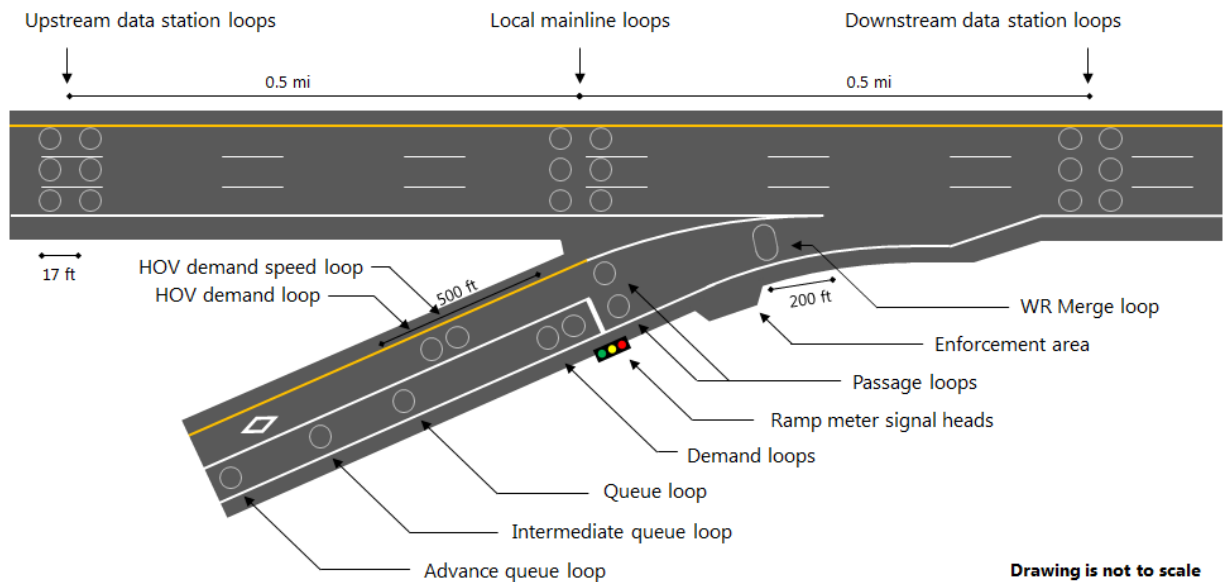 Upstream data station loops
Local mainline loops
Downstream data station loops
0.5 mi
0.5 mi
17 ft
HOV demand speed loop
HOV demand loop
500 ft
200 ft
WR Merge loop
Enforcement area
Passage loops
Ramp meter signal heads
Demand loops
Queue loop
Intermediate queue loop
Advance queue loop
Drawing is not to scale